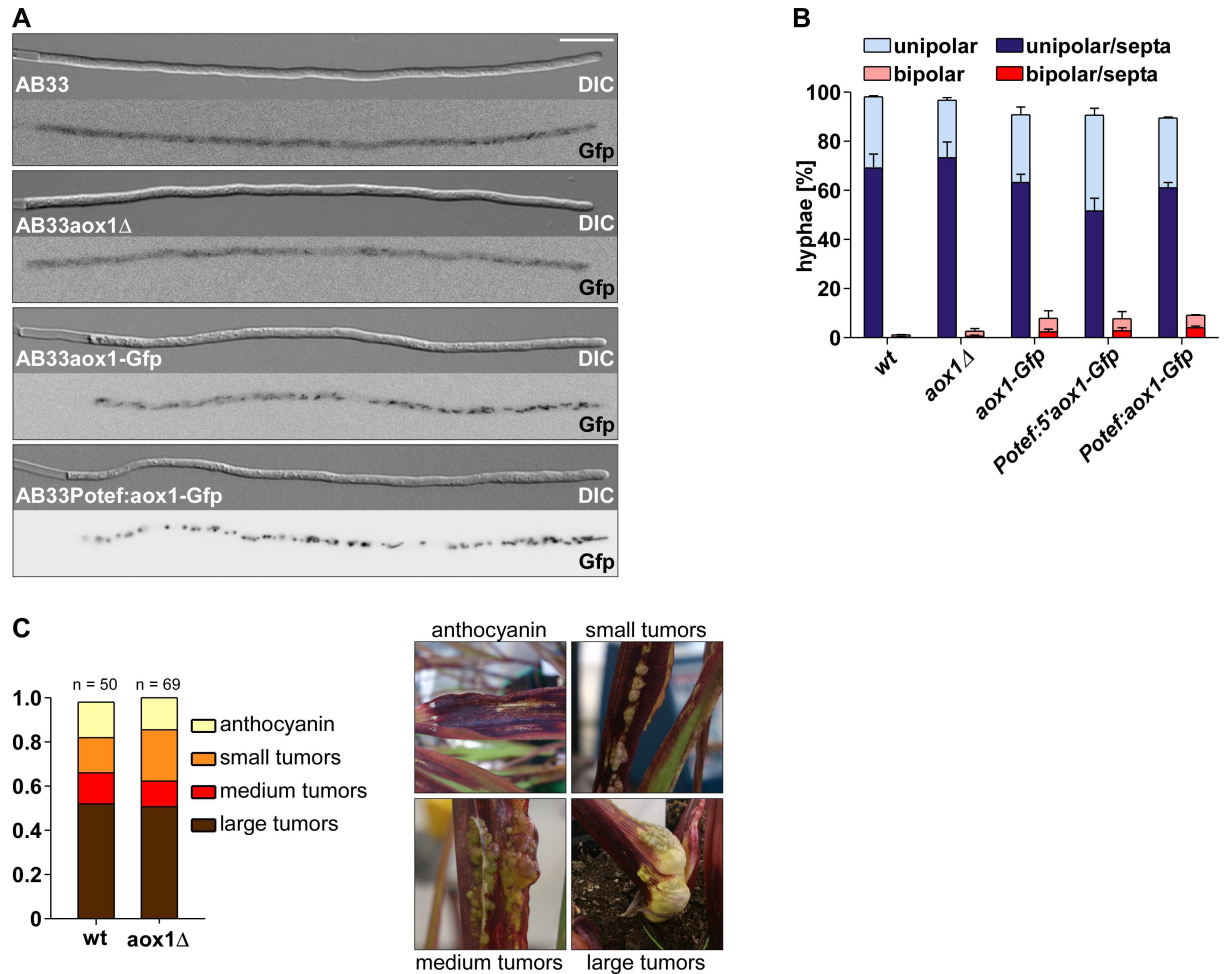 A
AB33
DIC
Gfp
AB33aox1Δ
DIC
Gfp
AB33aox1-Gfp
DIC
Gfp
AB33Potef:aox1-Gfp
DIC
Gfp
B
unipolar
unipolar/septa
bipolar
bipolar/septa
hyphae [%]
100
80
60
40
20
0
wt
aox1Δ
aox1-Gfp
Potef:5'aox1-Gfp
Potef:aox1-Gfp
C
n = 50
n = 69
1.0
0.8
0.6
0.4
0.2
0
wt
aox1Δ
anthocyanin
small tumors
medium tumors
large tumors
anthocyanin
small tumors
medium tumors
large tumors